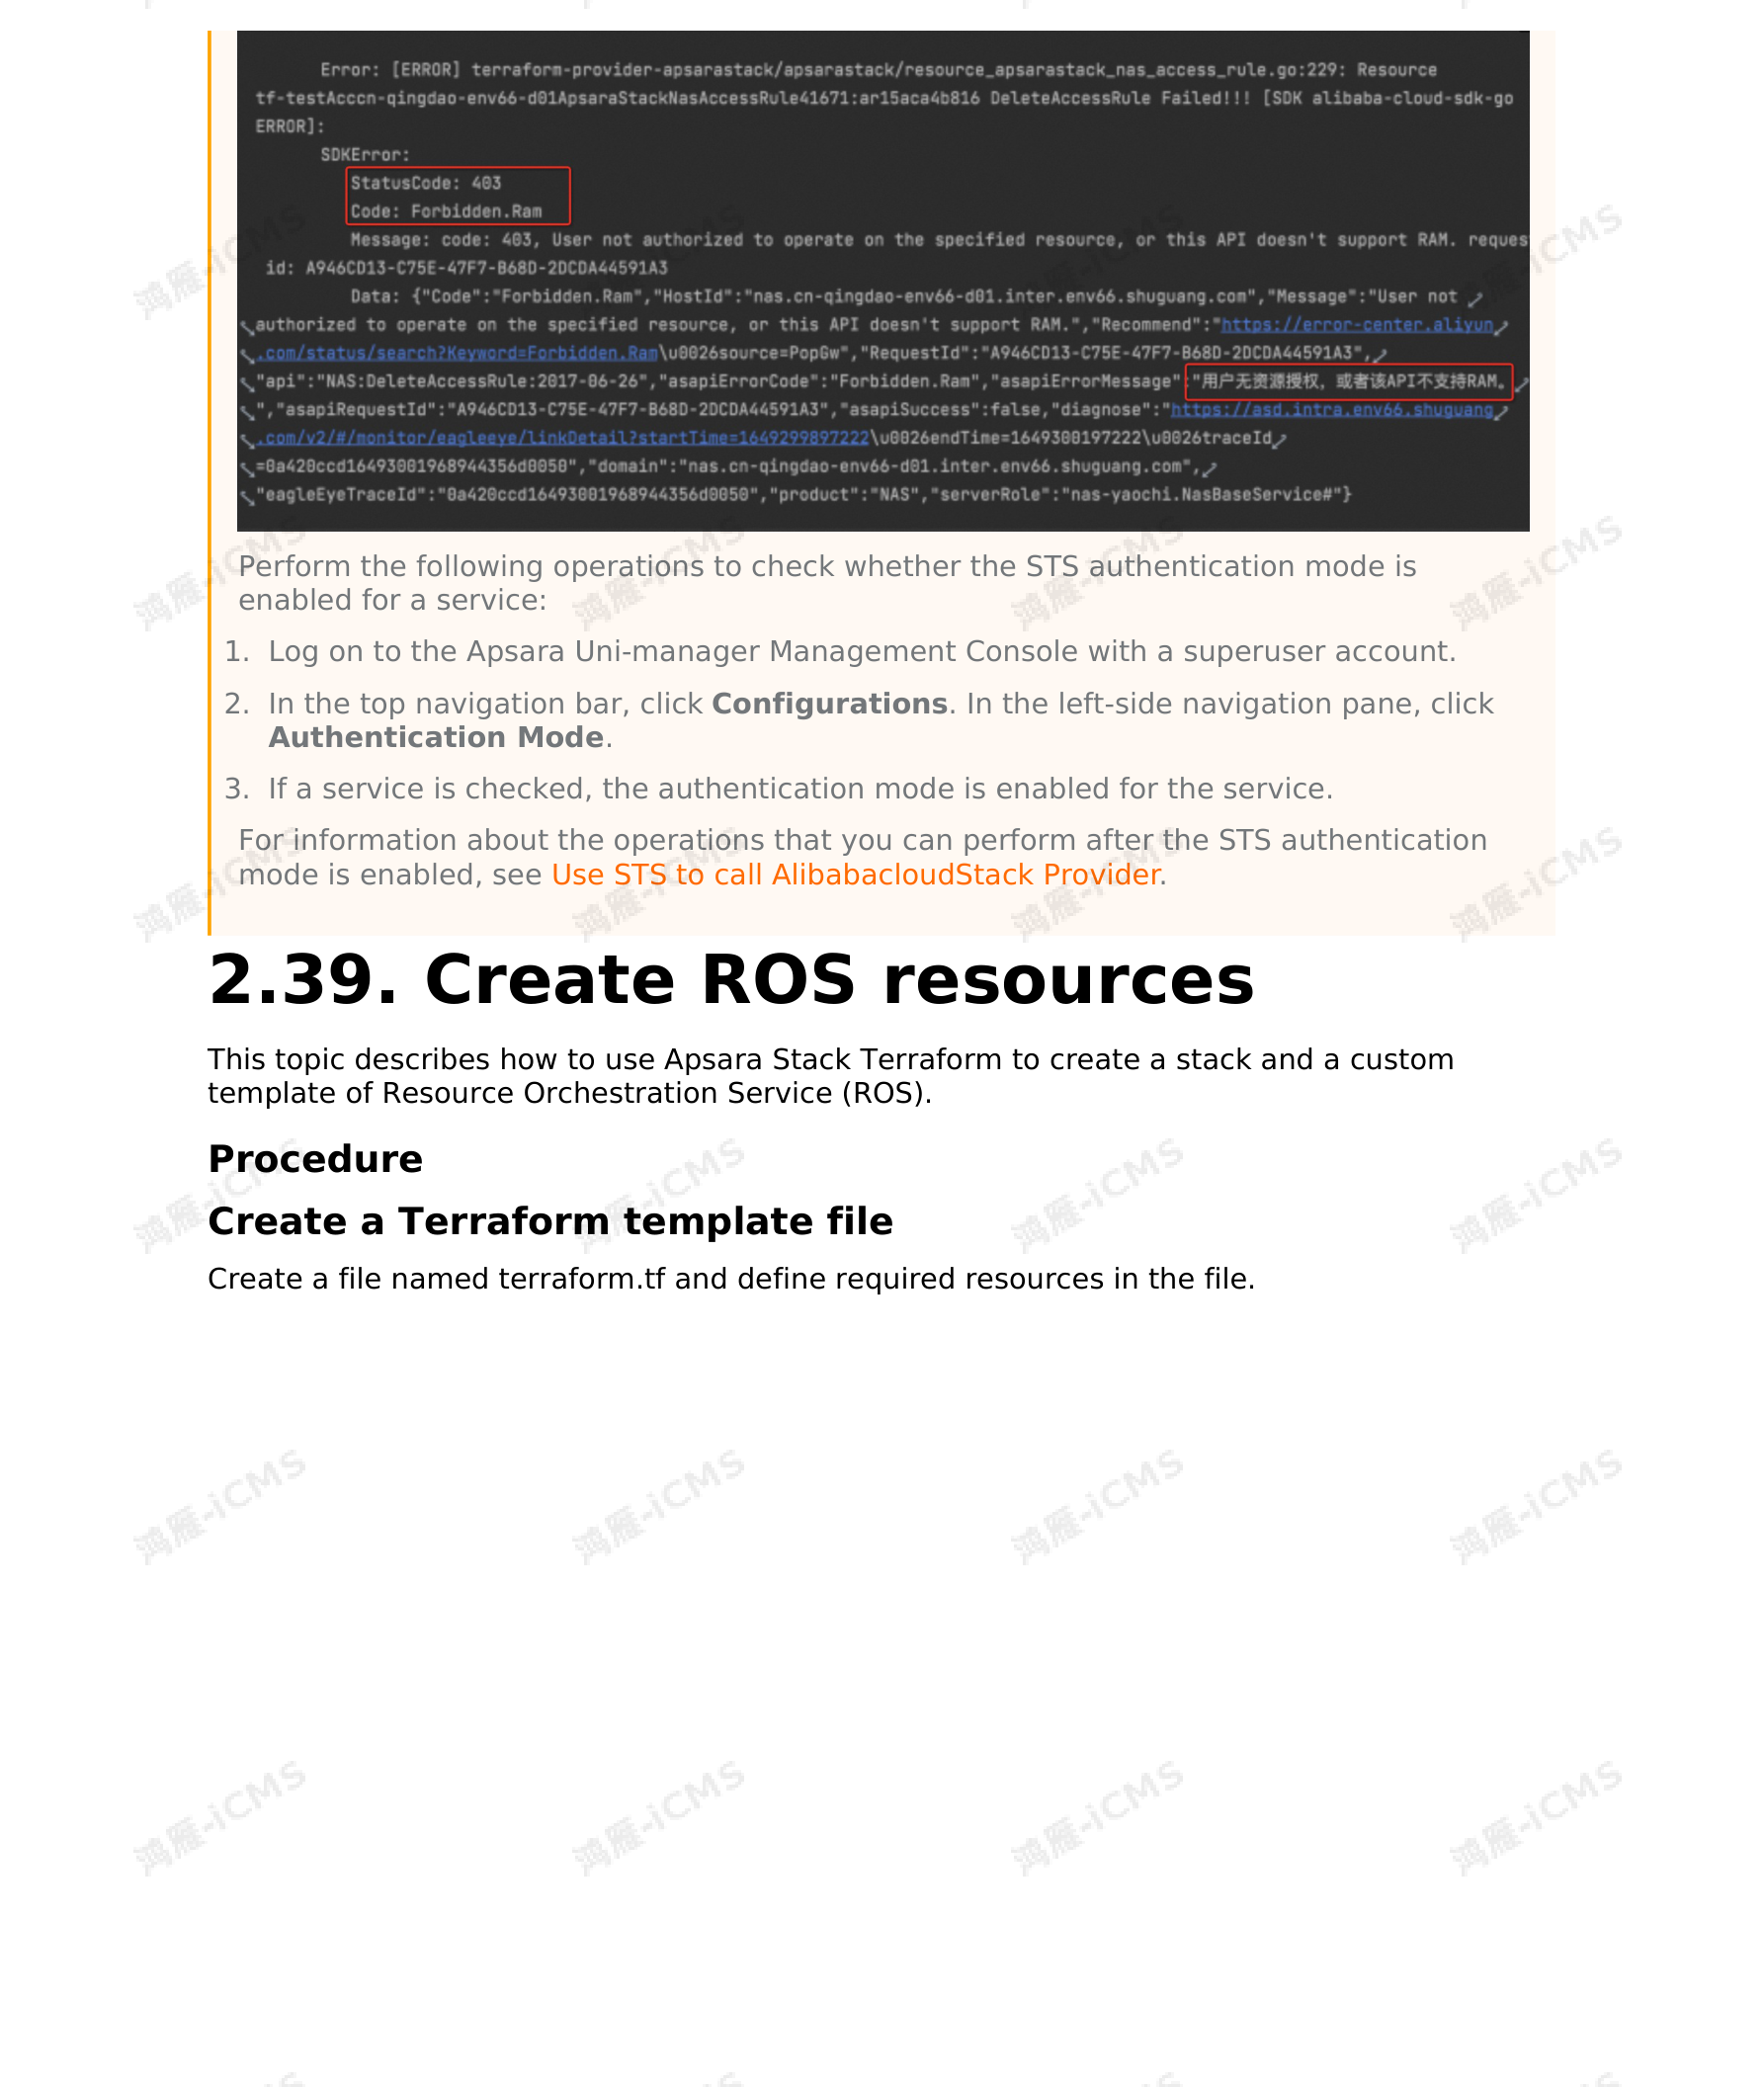 Error: [ERROR] terraform-provider-apsarastack/apsarastack/resource_apsarastack_nas_access_rule.go:229: Resource
tf-testAcccn-qingdao-env66-d01ApsaraStackNasAccessRule41671:ar15aca4b816 DeleteAccessRule Failed!!! [SDK alibaba-cloud-sdk-go
ERROR]:
SDKError:
StatusCode: 403
Code: Forbidden.Ram
Message: code: 403, User not authorized to operate on the specified resource, or this API doesn't support RAM. reques
id: A946CD13-C75E-47F7-B68D-2DCDA44591A3
Data: {"Code":"Forbidden.Ram","HostId":"nas.cn-qingdao-env66-d01.inter.env66.shuguang.com","Message":"User not
authorized to operate on the specified resource, or this API doesn't support RAM.","Recommend":"https://error-center.aliyun
.com/status/search?Keyword=Forbidden.Ram\u0026source=PopGw","RequestId":"A946CD13-C75E-47F7-B68D-2DCDA44591A3",
"api":"NAS:DeleteAccessRule:2017-06-26","asapiErrorCode":"Forbidden.Ram","asapiErrorMessage":"用户无资源授权，或者该API不支持RAM。
","asapiRequestId":"A946CD13-C75E-47F7-B68D-2DCDA44591A3","asapiSuccess":false,"diagnose":"https://asd.intra.env66.shuguang
.com/v2/#/monitor/eagleeye/linkDetail?startTime=1649299897222\u0026endTime=1649300197222\u0026traceId
=0a420ccd16493001968944356d0050","domain":"nas.cn-qingdao-env66-d01.inter.env66.shuguang.com",
"eagleEyeTraceId":"0a420ccd16493001968944356d0050","product":"NAS","serverRole":"nas-yaochi.NasBaseService#"}
Perform the following operations to check whether the STS authentication mode is
enabled for a service:
1. Log on to the Apsara Uni-manager Management Console with a superuser account.
2. In the top navigation bar, click Configurations. In the left-side navigation pane, click
Authentication Mode.
3. If a service is checked, the authentication mode is enabled for the service.
For information about the operations that you can perform after the STS authentication
mode is enabled, see Use STS to call AlibabacloudStack Provider.
2.39. Create ROS resources
This topic describes how to use Apsara Stack Terraform to create a stack and a custom
template of Resource Orchestration Service (ROS).
Procedure
Create a Terraform template file
Create a file named terraform.tf and define required resources in the file.
鸿雁-iCMS